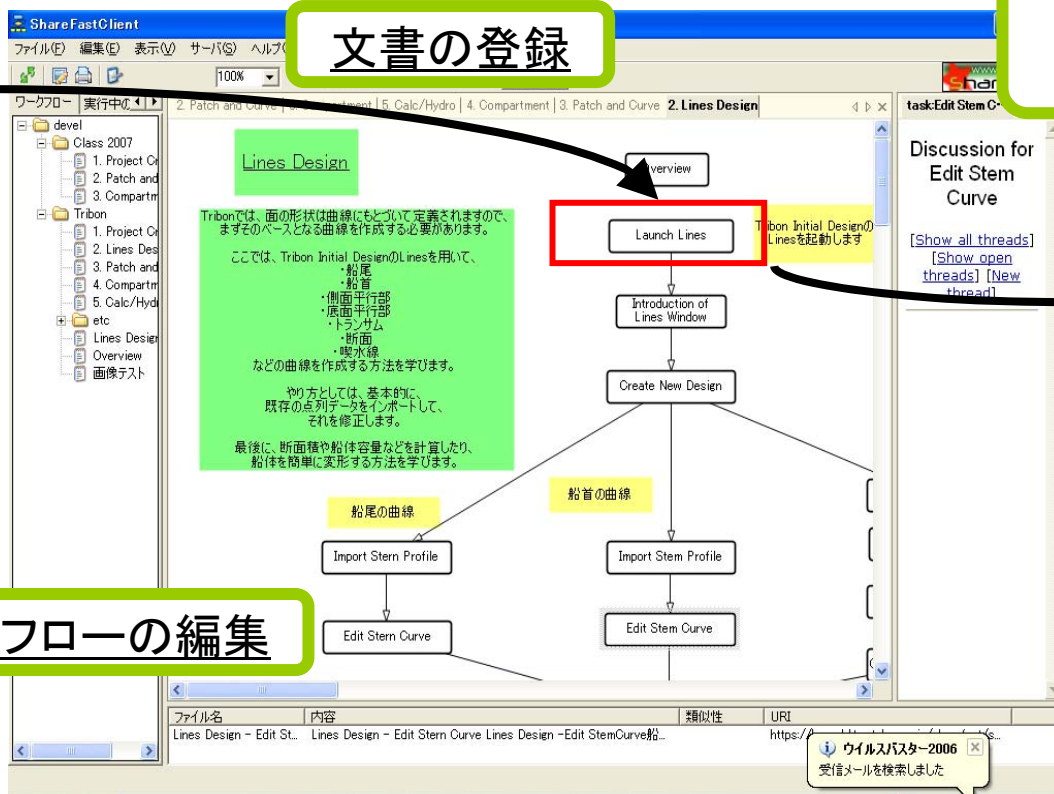 ShareFastClient
文書の登録
ファイル(F) 編集(E) 表示(V) サーバ(S) ヘルプ(
100%
ワークフロー 実行中の
2. Patch and Curve
5. Calc/Hydro
4. Compartment
3. Patch and Curve
2. Lines Design
task:Edit Stem C
devel
Class 2007
1. Project Cr
2. Patch and
3. Compartm
Tribon
1. Project Cr
2. Lines Des
3. Patch and
4. Compartm
5. Calc/Hydr
etc
Lines Design
Overview
画像テスト
Lines Design
Tribonでは、面の形状は曲線にもとづいて定義されますので、
まずそのベースとなる曲線を作成する必要があります。
ここでは、Tribon Initial DesignのLinesを用いて、
・船尾
・船首
・側面平行部
・底面平行部
・トランサム
・断面
・喫水線
などの曲線を作成する方法を学びます。
やり方としては、基本的に、
既存の点列データをインポートして、
それを修正します。
最後に、断面積や船体容量などを計算したり、
船体を簡単に変形する方法を学びます。
Overview
Launch Lines
Tribon Initial Designの
Linesを起動します
Introduction of
Lines Window
Create New Design
船尾の曲線
船首の曲線
Import Stern Profile
Import Stem Profile
Edit Stern Curve
Edit Stem Curve
Discussion for
Edit Stem
Curve
[Show all threads]
[Show open
threads] [New
thread]
フローの編集
ファイル名 内容 類似性 URI
Lines Design - Edit St... Lines Design - Edit Stern Curve Lines Design -Edit StemCurve船...
ウイルスバスター2006
受信メールを検索しました